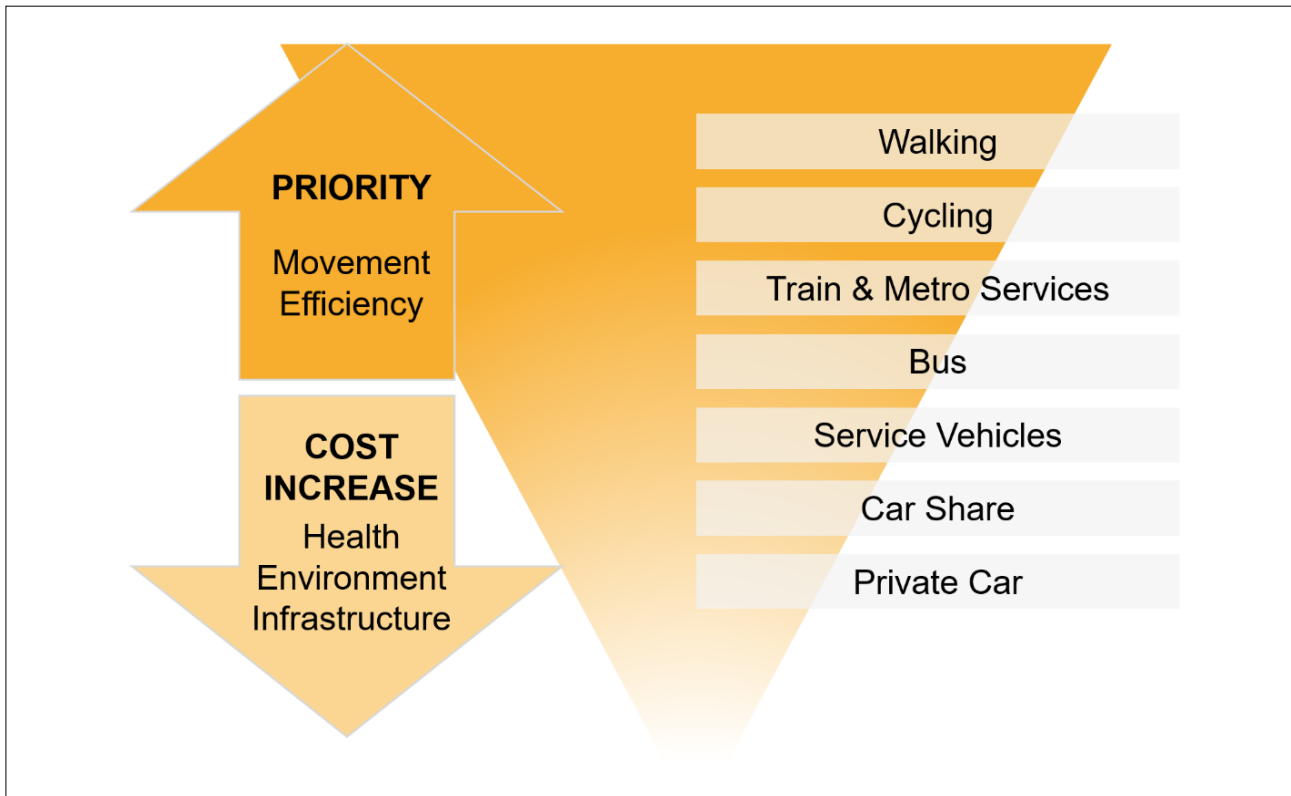 PRIORITY
Movement
Efficiency
COST
INCREASE
Health
Environment
Infrastructure
Walking
Cycling
Train & Metro Services
Bus
Service Vehicles
Car Share
Private Car